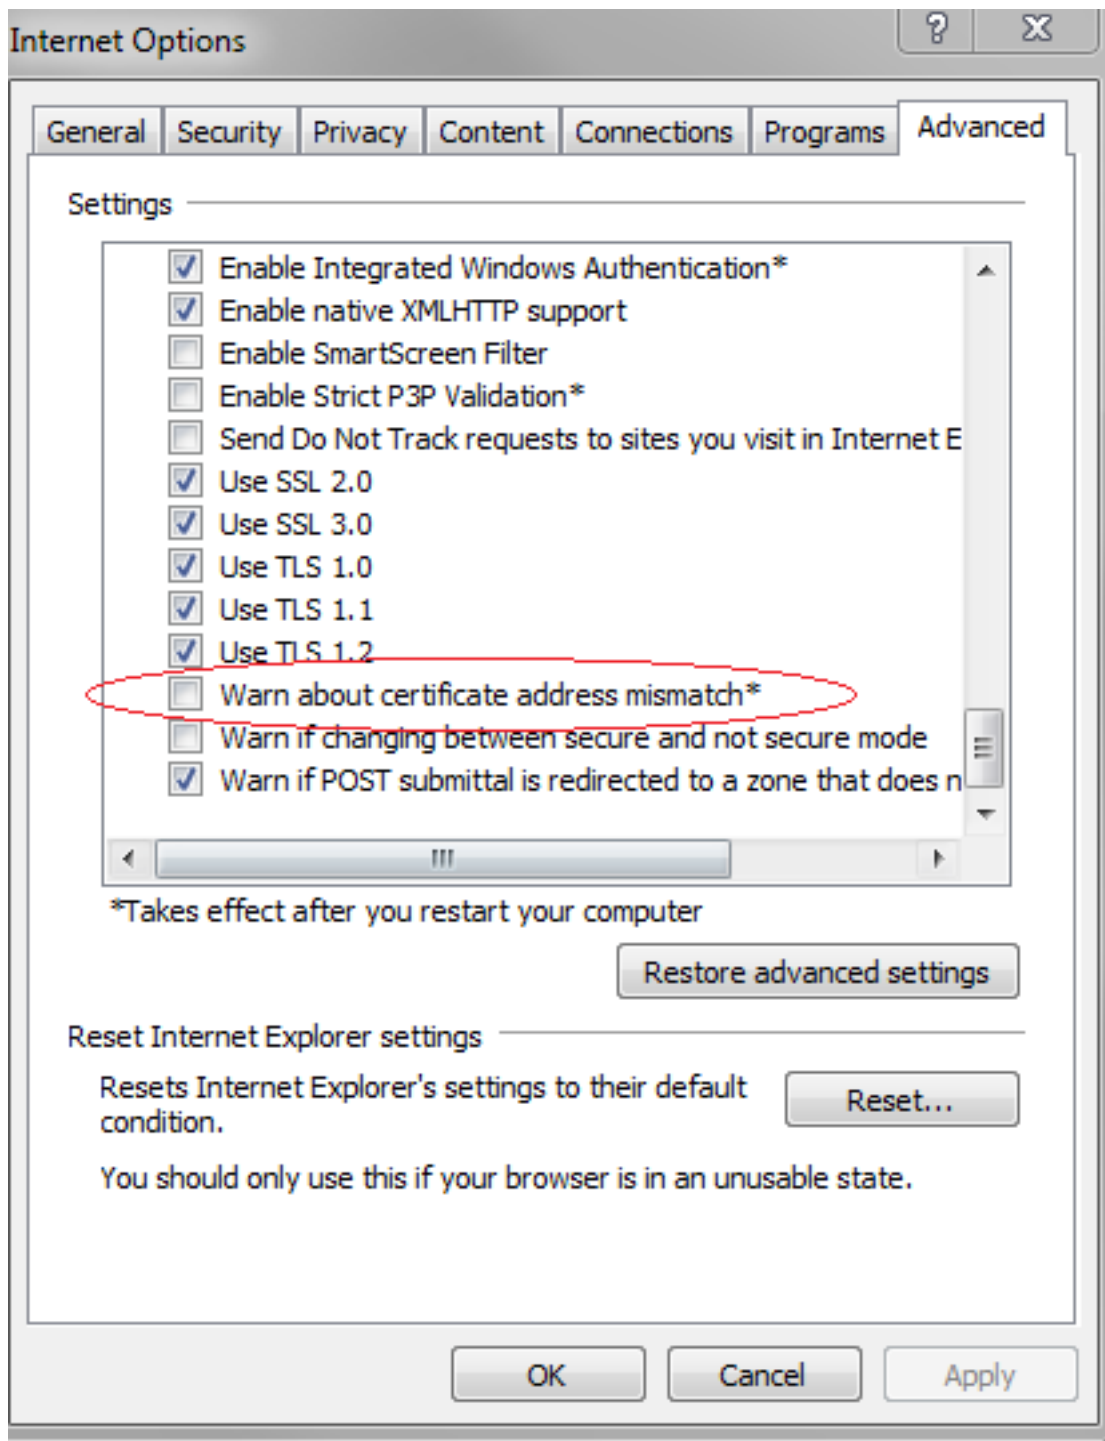 Internet Options
General Security Privacy Content Connections Programs Advanced
Settings
Enable Integrated Windows Authentication*
Enable native XMLHTTP support
Enable SmartScreen Filter
Enable Strict P3P Validation*
Send Do Not Track requests to sites you visit in Internet E
Use SSL 2.0
Use SSL 3.0
Use TLS 1.0
Use TLS 1.1
Use TLS 1.2
Warn about certificate address mismatch*
Warn if changing between secure and not secure mode
Warn if POST submittal is redirected to a zone that does n
*Takes effect after you restart your computer
Restore advanced settings
Reset Internet Explorer settings
Resets Internet Explorer's settings to their default
condition.
Reset...
You should only use this if your browser is in an unusable state.
OK Cancel Apply